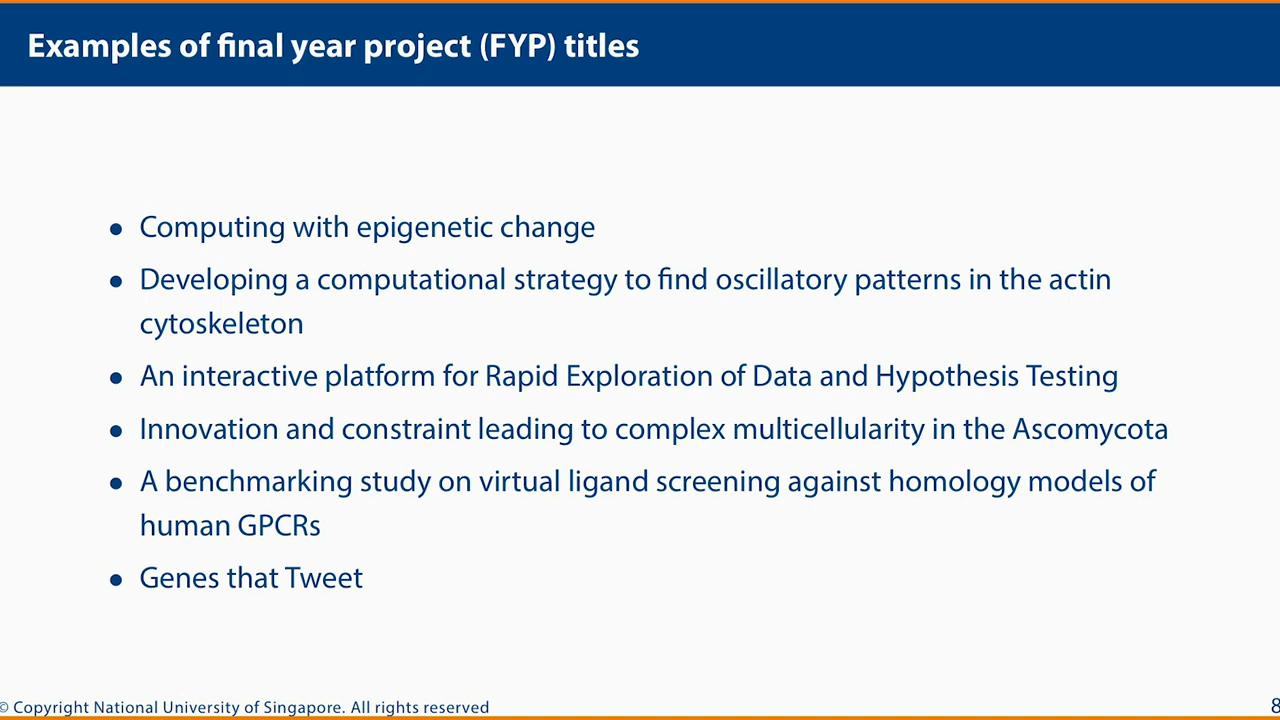 Examples of final year project (FYP) titles
● Computing with epigenetic change
● Developing a computational strategy to find oscillatory patterns in the actin
cytoskeleton
● An interactive platform for Rapid Exploration of Data and Hypothesis Testing
● Innovation and constraint leading to complex multicellularity in the Ascomycota
● A benchmarking study on virtual ligand screening against homology models of
human GPCRs
● Genes that Tweet
© Copyright National University of Singapore. All rights reserved
8